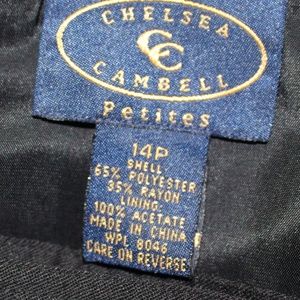 CHELSEA
CC
CAMBELL
Petites
14P
SHELL
65% POLYESTER
35% RAYON
LINING
100% ACETATE
MADE IN CHINA
WPL 8046
CARE ON REVERSE